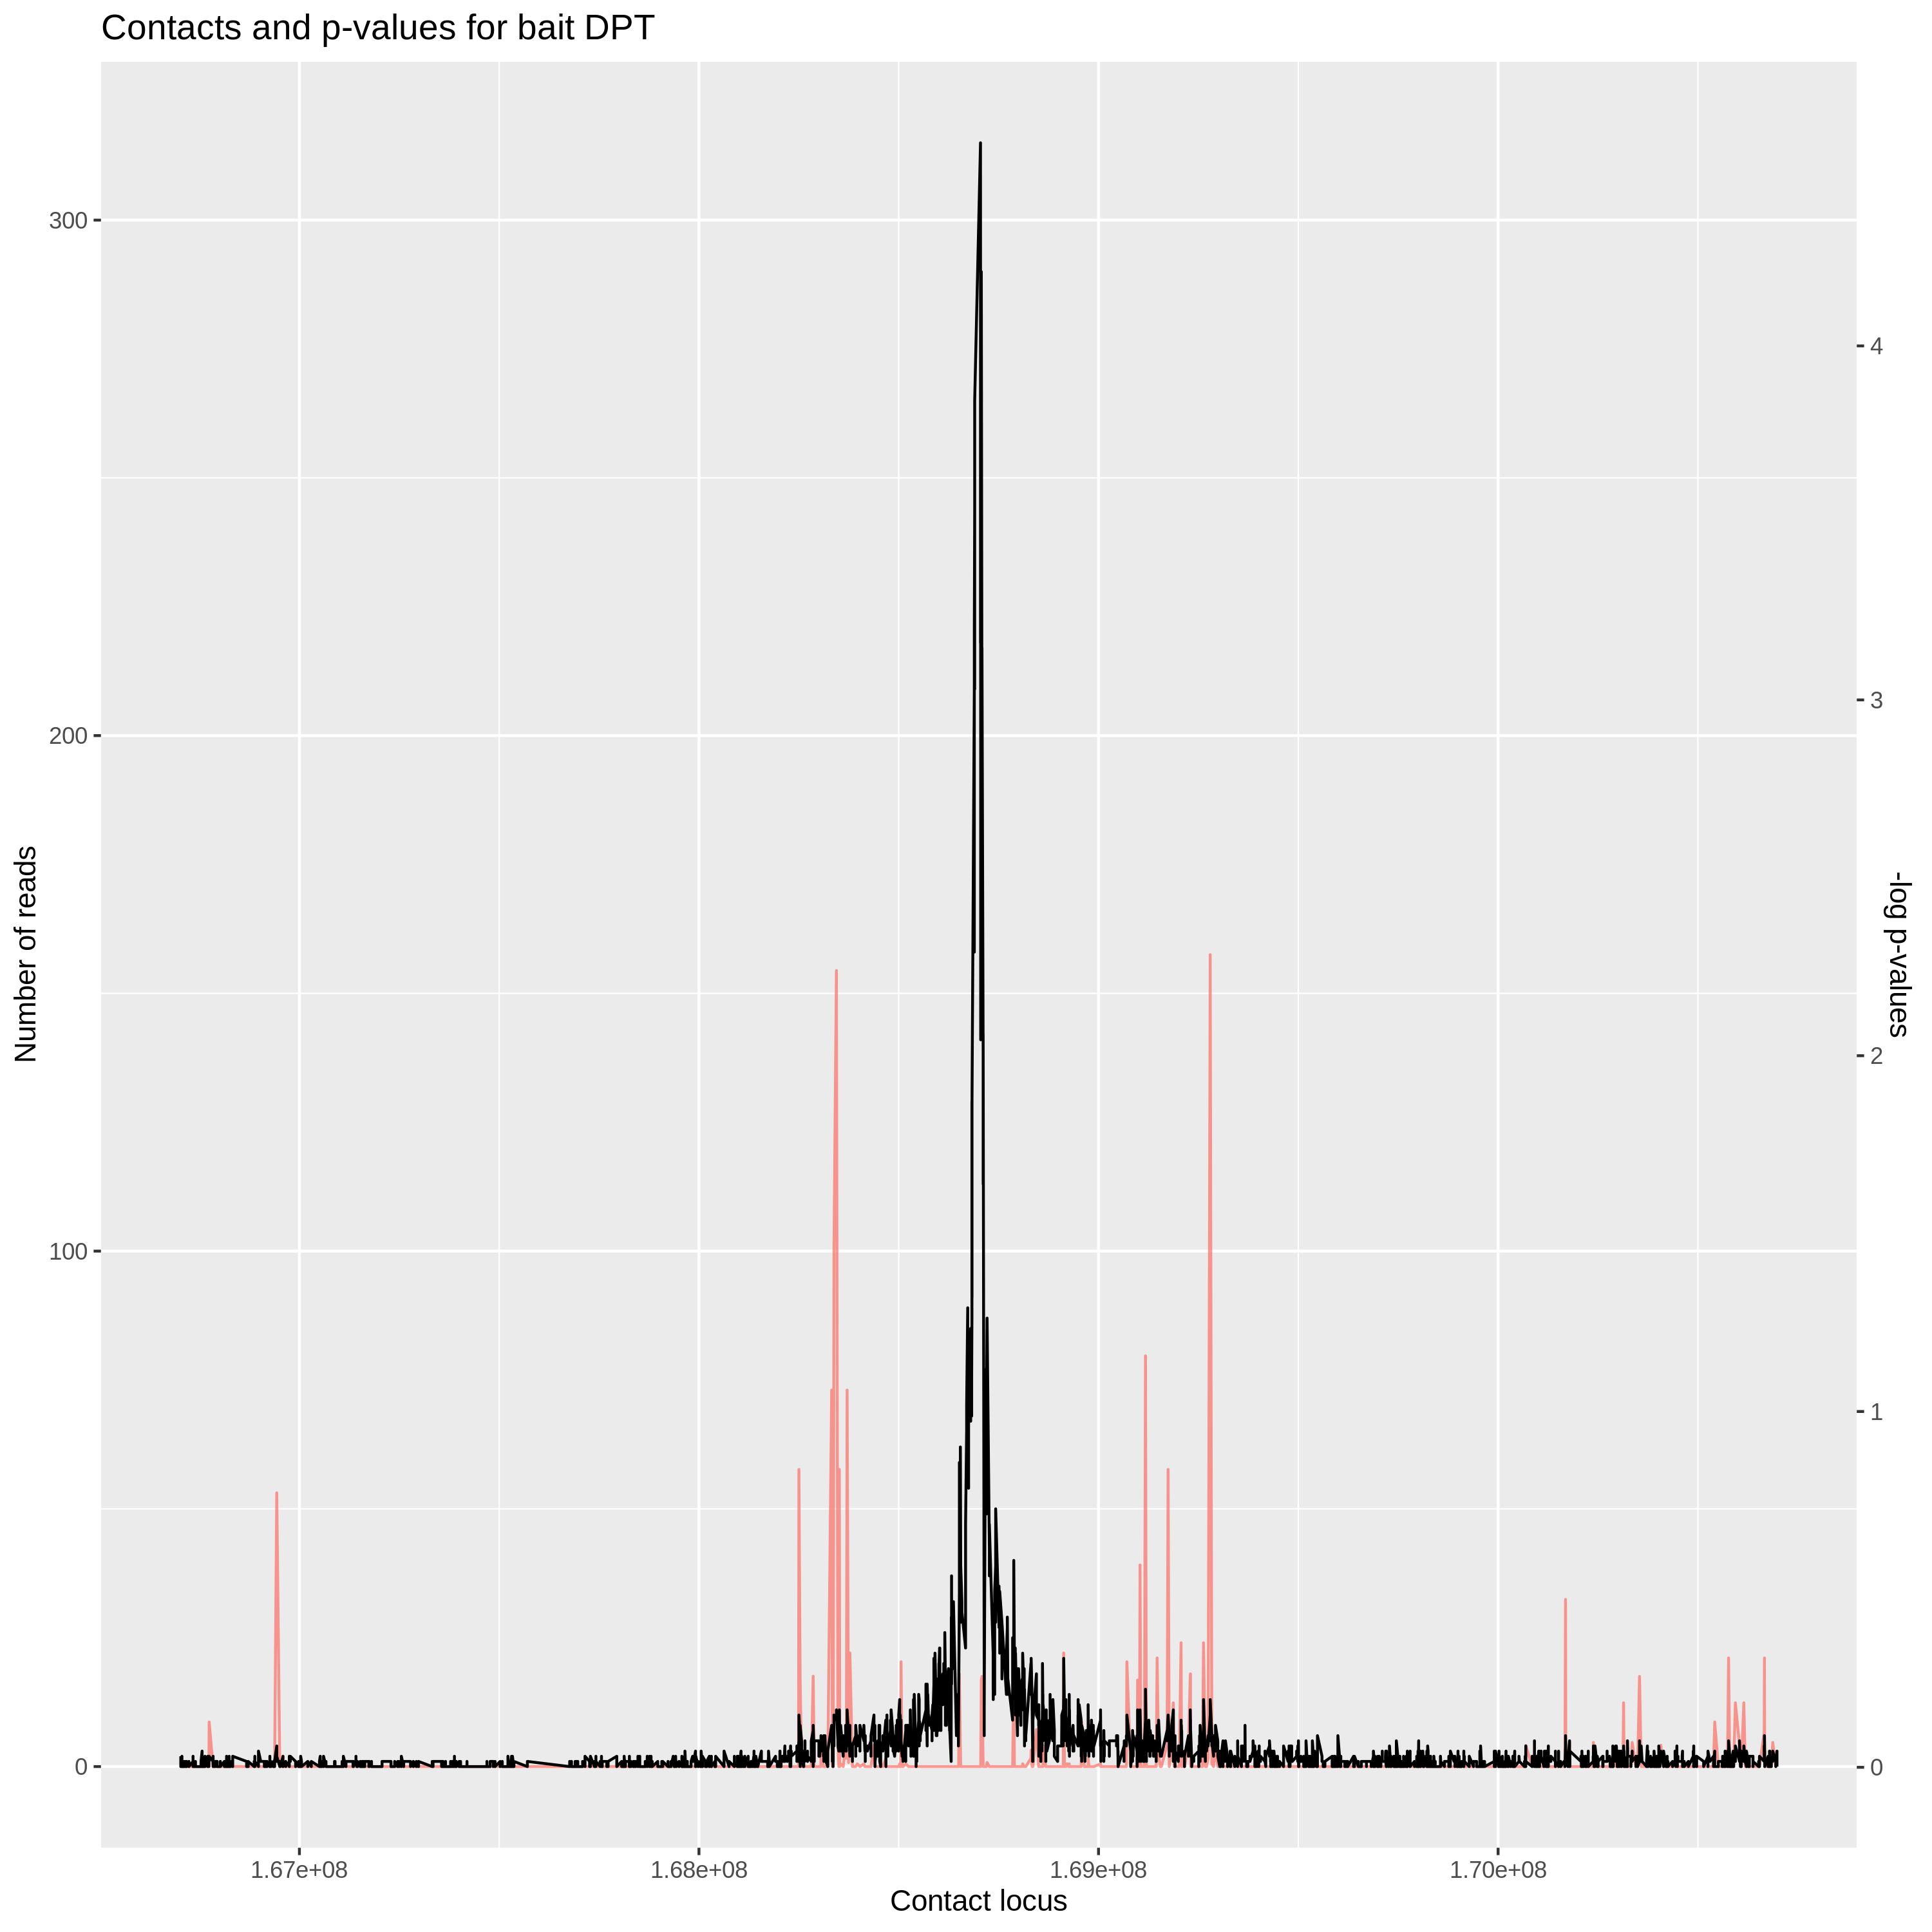 Contacts and p-values for bait DPT
300
200
100
0
Number of reads
4
3
2
1
0
-log p-values
1.67e+08
1.68e+08
1.69e+08
1.70e+08
Contact locus